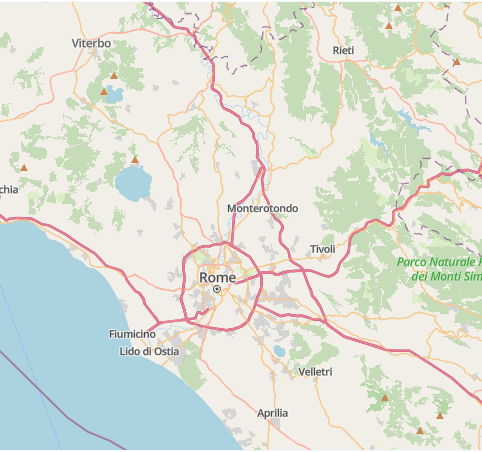 Viterbo
Rieti
chia
Monterotondo
Tivoli
Parco Naturale R
dei Monti Sim
Rome
Fiumicino
Lido di Ostia
Velletri
Aprilia